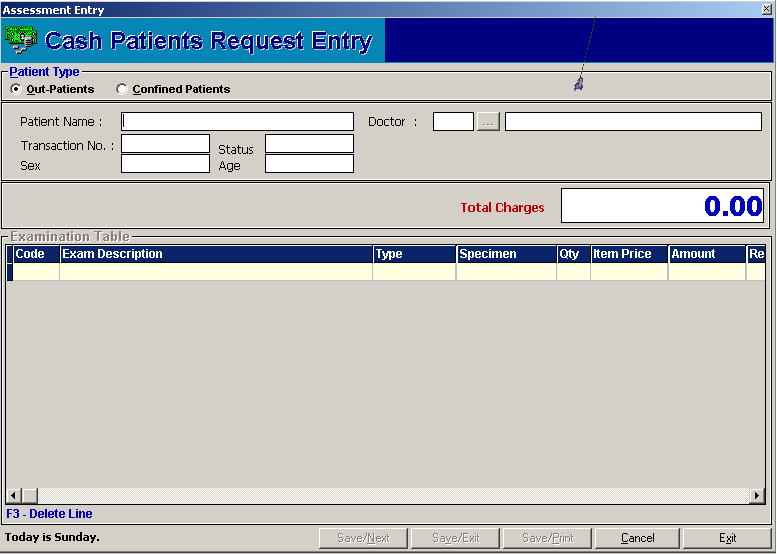 Assessment Entry
Cash Patients Request Entry
Patient Type
Out-Patients Confined Patients
Patient Name : Doctor : ...
Transaction No. : Status
Sex Age
Total Charges 0.00
Examination Table
Code Exam Description Type Specimen Qty Item Price Amount Re
F3 - Delete Line
Today is Sunday. Save/Next Save/Exit Save/Print Cancel Exit